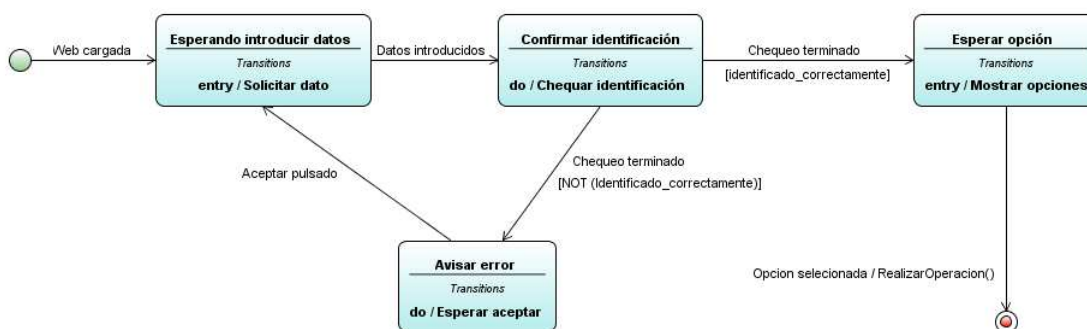 Web cargada
Esperando introducir datos
Transitions
entry / Solicitar dato
Datos introducidos
Confirmar identificación
Transitions
do / Chequar identificación
Chequeo terminado
[identificado_correctamente]
Esperar opción
Transitions
entry / Mostrar opciones
Aceptar pulsado
Chequeo terminado
[NOT (Identificado_correctamente)]
Avisar error
Transitions
do / Esperar aceptar
Opcion selecionada / RealizarOperacion()